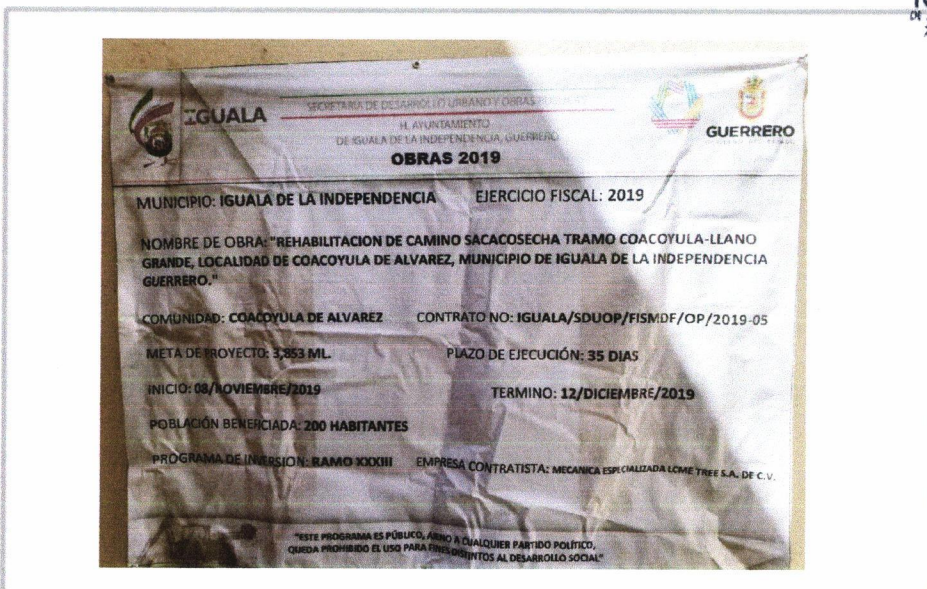 IGUALA
SECRETARIA DE DESARROLLO URBANO Y OBRAS
H. AYUNTAMIENTO
DE IGUALA DE LA INDEPENDENCIA, GUERRERO
OBRAS 2019
GUERRERO
MUNICIPIO: IGUALA DE LA INDEPENDENCIA EJERCICIO FISCAL: 2019
NOMBRE DE OBRA: "REHABILITACION DE CAMINO SACACOSECHA TRAMO COACOYULA-LLANO
GRANDE, LOCALIDAD DE COACOYULA DE ALVAREZ, MUNICIPIO DE IGUALA DE LA INDEPENDENCIA
GUERRERO."
COMUNIDAD: COACOYULA DE ALVAREZ CONTRATO NO: IGUALA/SDUOP/FISMDF/OP/2019-05
META DE PROYECTO: 3,853 ML. PLAZO DE EJECUCIÓN: 35 DIAS
INICIO: 08/NOVIEMBRE/2019 TERMINO: 12/DICIEMBRE/2019
POBLACIÓN BENEFICIADA: 200 HABITANTES
PROGRAMA DE INVERSION: RAMO XXXIII EMPRESA CONTRATISTA: MECANICA ESPECIALIZADA LCME TREE S.A. DE C.V.
"ESTE PROGRAMA ES PÚBLICO, AJENO A CUALQUIER PARTIDO POLÍTICO,
QUEDA PROHIBIDO EL USO PARA FINES DISTINTOS AL DESARROLLO SOCIAL"